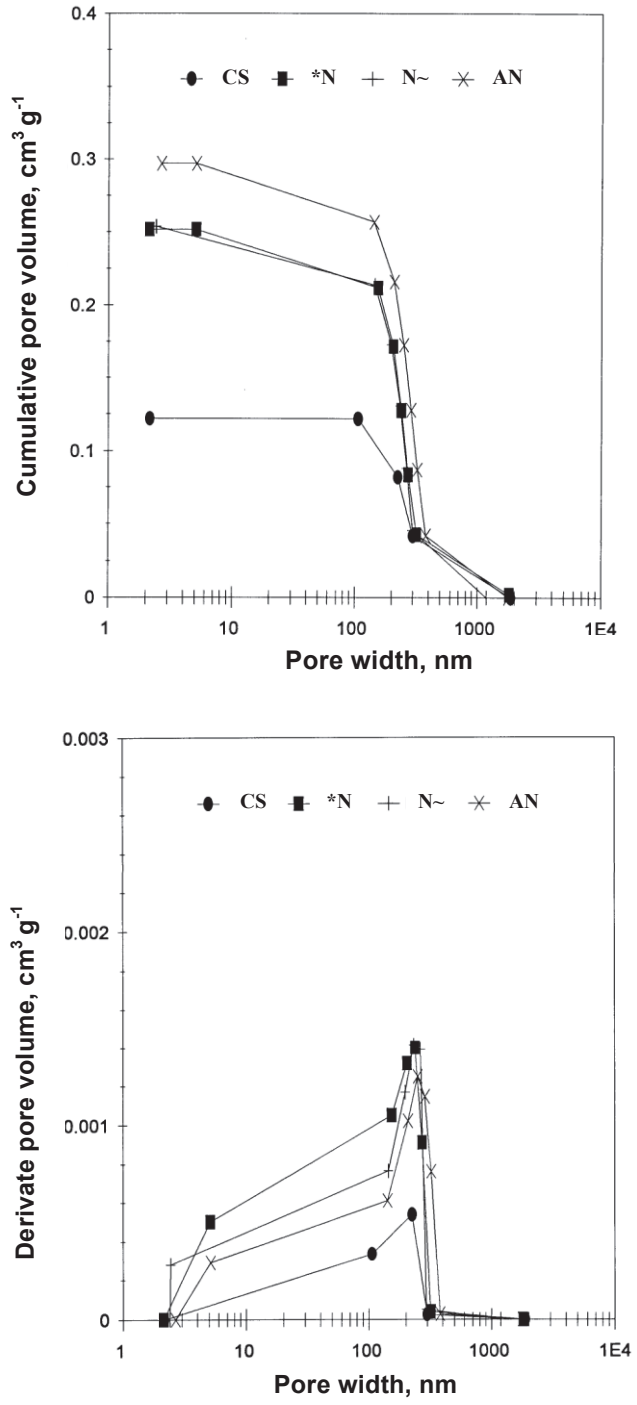 0.4
CS *N N~ AN
0.3
0.2
0.1
0
1 10 100 1000 1E4
Cumulative pore volume, cm³ g⁻¹
Pore width, nm
0.003
CS *N N~ AN
0.002
0.001
0
1 10 100 1000 1E4
Derivate pore volume, cm³ g⁻¹
Pore width, nm